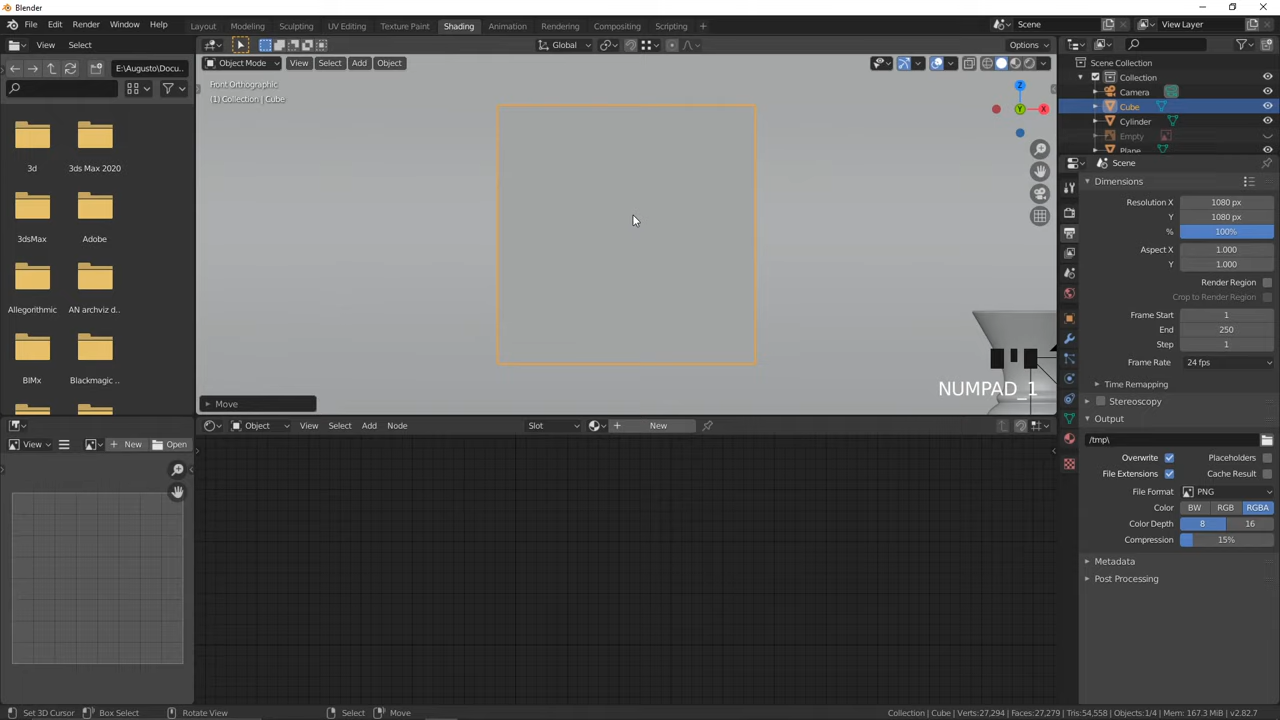 Blender
File Edit Render Window Help Layout Modeling Sculpting UV Editing Texture Paint Shading Animation Rendering Compositing Scripting Scene View Layer
View Select Global Options
E:\Augusto\Docu... Object Mode View Select Add Object Scene Collection
Front Orthographic
(1) Collection | Cube
Collection
Camera
Cube
Cylinder
Empty
Plane
3d 3ds Max 2020
3dsMax Adobe
Allegorithmic AN archviz d...
BIMx Blackmagic ..
X
Y
Z
Scene
Dimensions
Resolution X 1080 px
Y 1080 px
% 100%
Aspect X 1.000
Y 1.000
Render Region
Crop to Render Region
Frame Start 1
End 250
Step 1
Frame Rate 24 fps
Time Remapping
Stereoscopy
Output
/tmp\
Overwrite Placeholders
File Extensions Cache Result
File Format PNG
Color BW RGB RGBA
Color Depth 8 16
Compression 15%
Metadata
Post Processing
NUMPAD_1
Move
Object View Select Add Node Slot New
View New Open
Set 3D Cursor Box Select Rotate View Select Move Collection | Cube | Verts:27,294 | Faces:27,279 | Tris:54,558 | Objects:1/4 | Mem: 167.3 MiB | v2.82.7